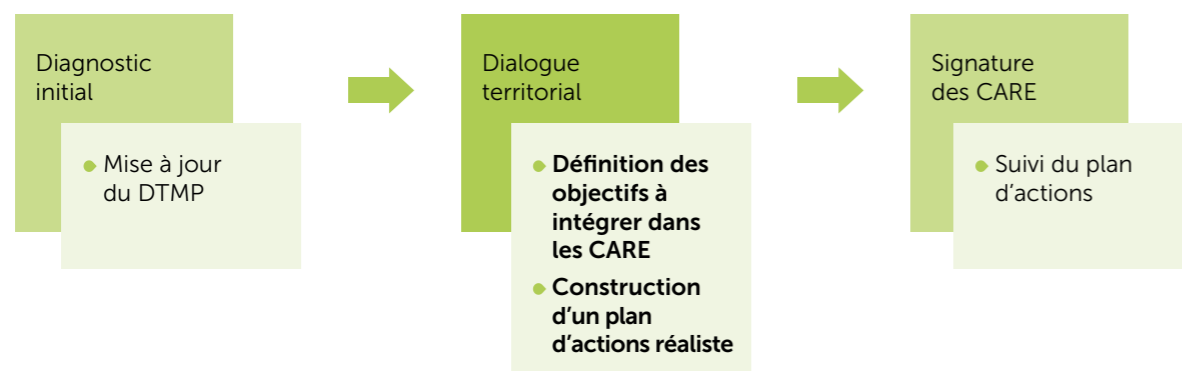 Diagnostic
initial
Mise à jour
du DTMP
Dialogue
territorial
Définition des
objectifs à
intégrer dans
les CARE
Construction
d’un plan
d’actions réaliste
Signature
des CARE
Suivi du plan
d’actions